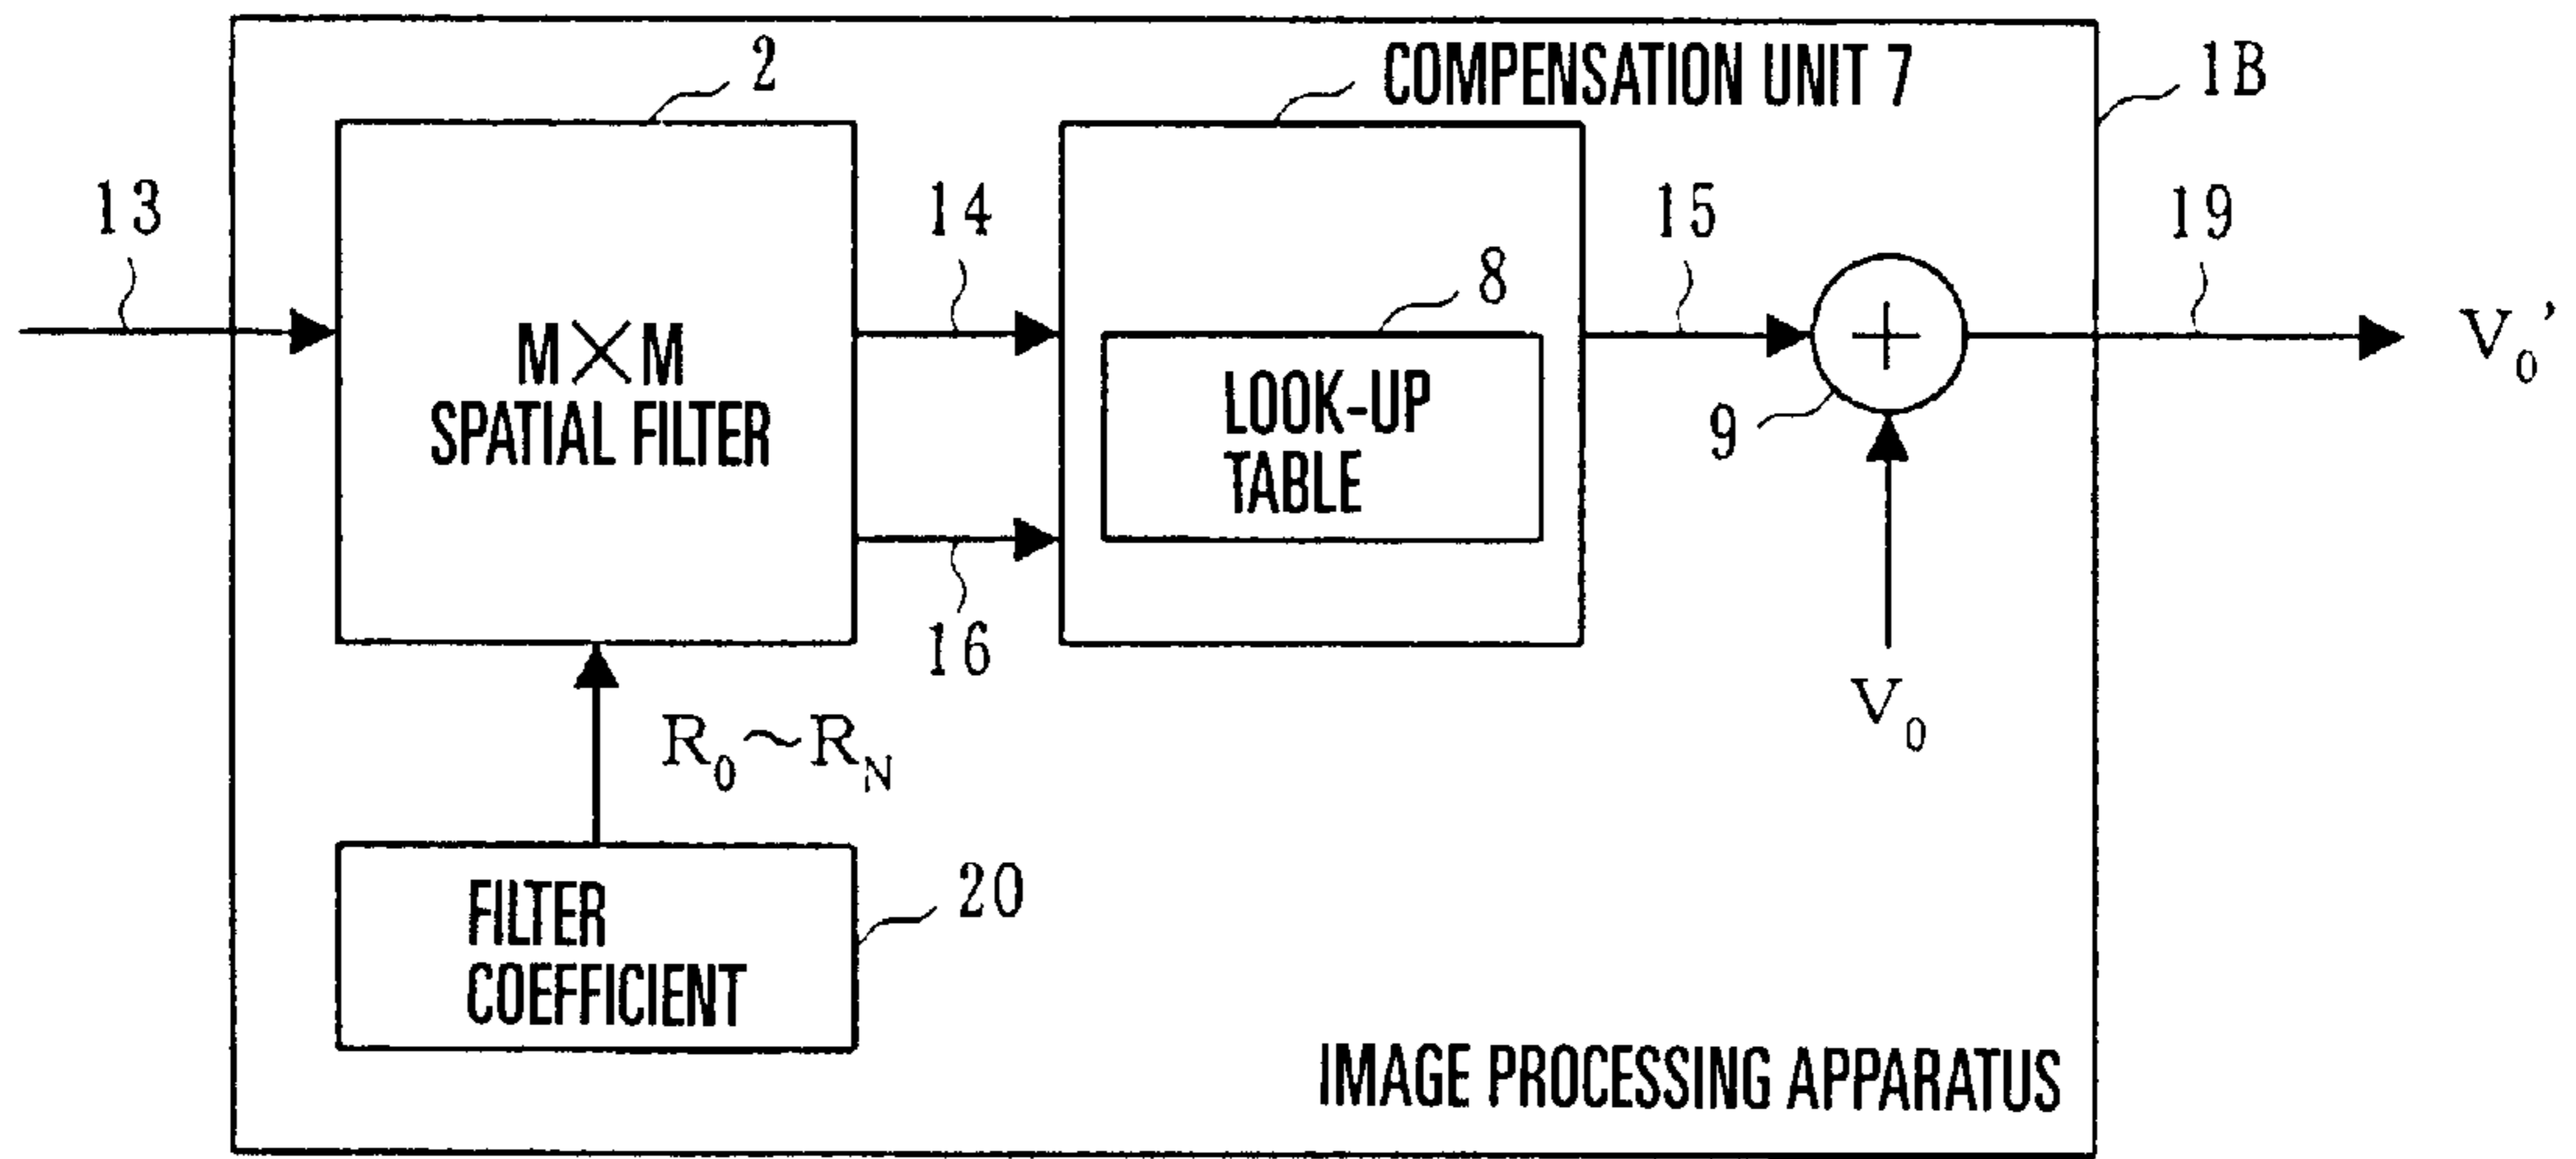 2
COMPENSATION UNIT 7
1B
13
14
15
19
8
M×M
SPATIAL FILTER
LOOK-UP
TABLE
9
V0'
16
V0
R0~RN
FILTER
COEFFICIENT
20
IMAGE PROCESSING APPARATUS